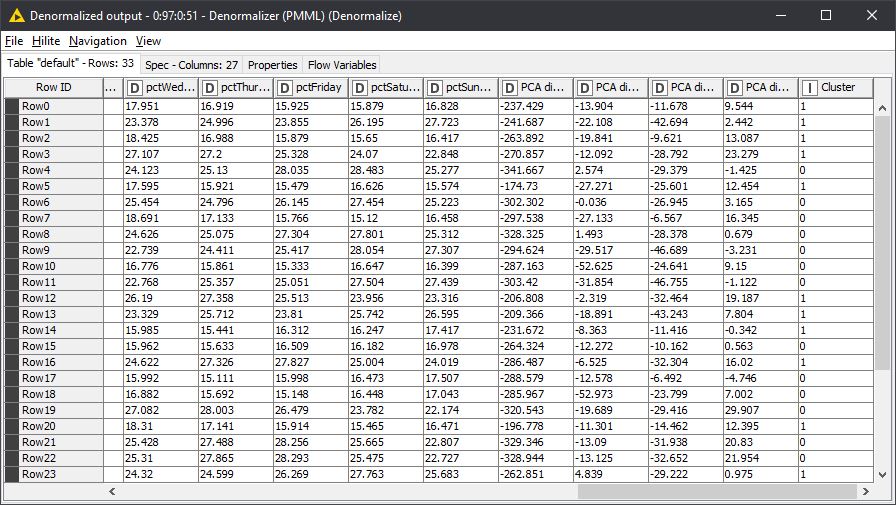 Denormalized output - 0:97:0:51 - Denormalizer (PMML) (Denormalize)
File Hilite Navigation View
Table "default" - Rows: 33 Spec - Columns: 27 Properties Flow Variables
Row ID ... D pctWed... D pctThur... D pctFriday D pctSatu... D pctSun... D PCA di... D PCA di... D PCA di... D PCA di... I Cluster
Row0 17.951 16.919 15.925 15.879 16.828 -237.429 -13.904 -11.678 9.544 1
Row1 23.378 24.996 23.855 26.195 27.723 -241.687 -22.108 -42.694 2.442 1
Row2 18.425 16.988 15.879 15.65 16.417 -263.892 -19.841 -9.621 13.087 1
Row3 27.107 27.2 25.328 24.07 22.848 -270.857 -12.092 -28.792 23.279 1
Row4 24.123 25.13 28.035 28.483 25.277 -341.667 2.574 -29.379 -1.425 0
Row5 17.595 15.921 15.479 16.626 15.574 -174.73 -27.271 -25.601 12.454 1
Row6 25.454 24.796 26.145 27.454 25.223 -302.302 -0.036 -26.945 3.165 0
Row7 18.691 17.133 15.766 15.12 16.458 -297.538 -27.133 -6.567 16.345 0
Row8 24.626 25.075 27.304 27.801 25.312 -328.325 1.493 -28.378 0.679 0
Row9 22.739 24.411 25.417 28.054 27.307 -294.624 -29.517 -46.689 -3.231 0
Row10 16.776 15.861 15.333 16.647 16.399 -287.163 -52.625 -24.641 9.15 0
Row11 22.768 25.357 25.051 27.504 27.439 -303.42 -31.854 -46.755 -1.122 0
Row12 26.19 27.358 25.513 23.956 23.316 -206.808 -2.319 -32.464 19.187 1
Row13 23.329 25.712 23.81 25.742 26.595 -209.366 -18.891 -43.243 7.804 1
Row14 15.985 15.441 16.312 16.247 17.417 -231.672 -8.363 -11.416 -0.342 1
Row15 15.962 15.633 16.509 16.182 16.978 -264.324 -12.272 -10.162 0.563 0
Row16 24.622 27.326 27.827 25.004 24.019 -286.487 -6.525 -32.304 16.02 1
Row17 15.992 15.111 15.998 16.473 17.507 -288.579 -12.578 -6.492 -4.746 0
Row18 16.882 15.692 15.148 16.448 17.043 -285.967 -52.973 -23.799 7.002 0
Row19 27.082 28.003 26.479 23.782 22.174 -320.543 -19.689 -29.416 29.907 0
Row20 18.31 17.141 15.914 15.465 16.471 -196.778 -11.301 -14.462 12.395 1
Row21 25.428 27.488 28.256 25.665 22.807 -329.346 -13.09 -31.938 20.83 0
Row22 25.31 27.865 28.293 25.475 22.727 -328.944 -13.125 -32.652 21.954 0
Row23 24.32 24.599 26.269 27.763 25.683 -262.851 4.839 -29.222 0.975 1